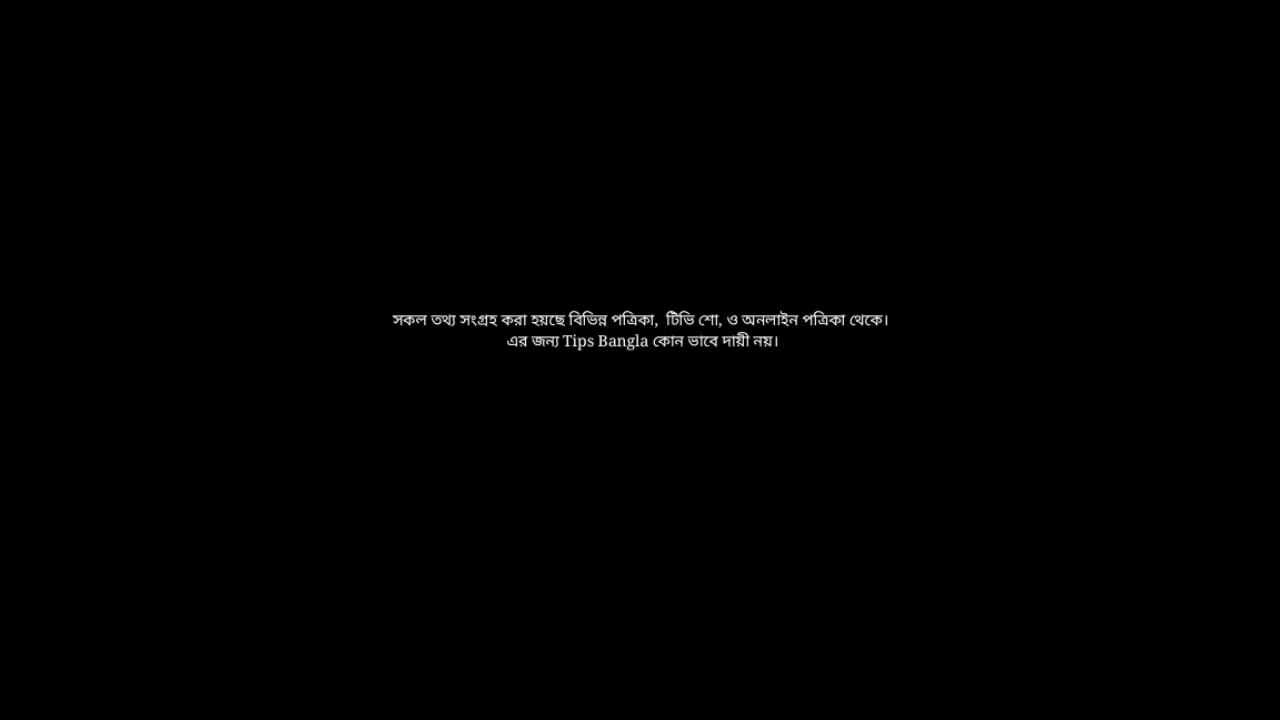 সকল তথ্য সংগ্রহ করা হয়ছে বিভিন্ন পত্রিকা, টিভি শো, ও অনলাইন পত্রিকা থেকে।
এর জন্য Tips Bangla কোন ভাবে দায়ী নয়।